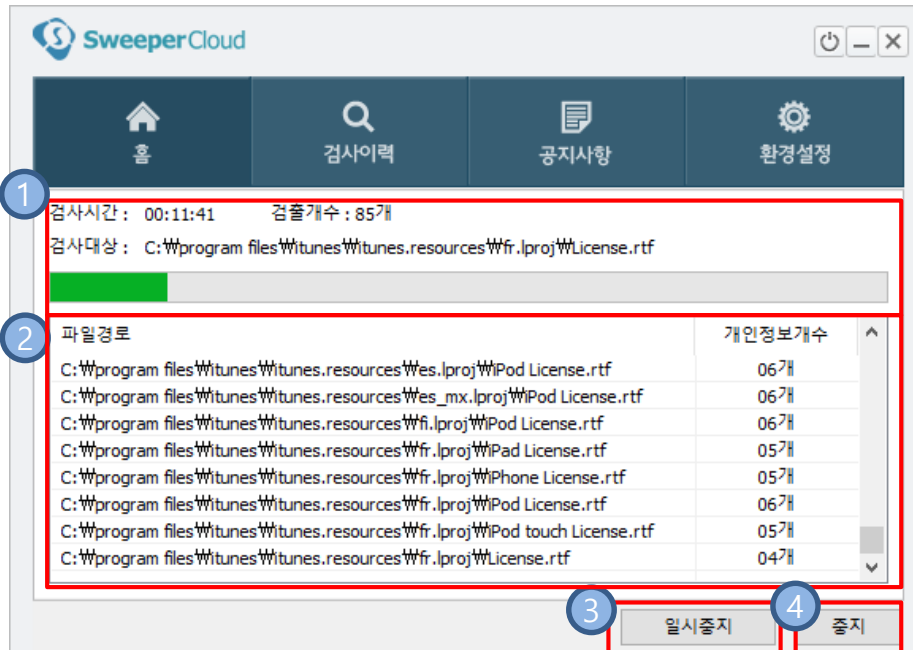 SweeperCloud
홈 검사이력 공지사항 환경설정
1
검사시간 : 00:11:41 검출개수 : 85개
검사대상 : C:₩program files₩itunes₩itunes.resources₩fr.lproj₩License.rtf
2
파일경로 개인정보개수
C:₩program files₩itunes₩itunes.resources₩es.lproj₩iPod License.rtf 06개
C:₩program files₩itunes₩itunes.resources₩es_mx.lproj₩iPod License.rtf 06개
C:₩program files₩itunes₩itunes.resources₩fi.lproj₩iPod License.rtf 06개
C:₩program files₩itunes₩itunes.resources₩fr.lproj₩iPad License.rtf 05개
C:₩program files₩itunes₩itunes.resources₩fr.lproj₩iPhone License.rtf 05개
C:₩program files₩itunes₩itunes.resources₩fr.lproj₩iPod License.rtf 06개
C:₩program files₩itunes₩itunes.resources₩fr.lproj₩iPod touch License.rtf 05개
C:₩program files₩itunes₩itunes.resources₩fr.lproj₩License.rtf 04개
3 4
일시중지 중지